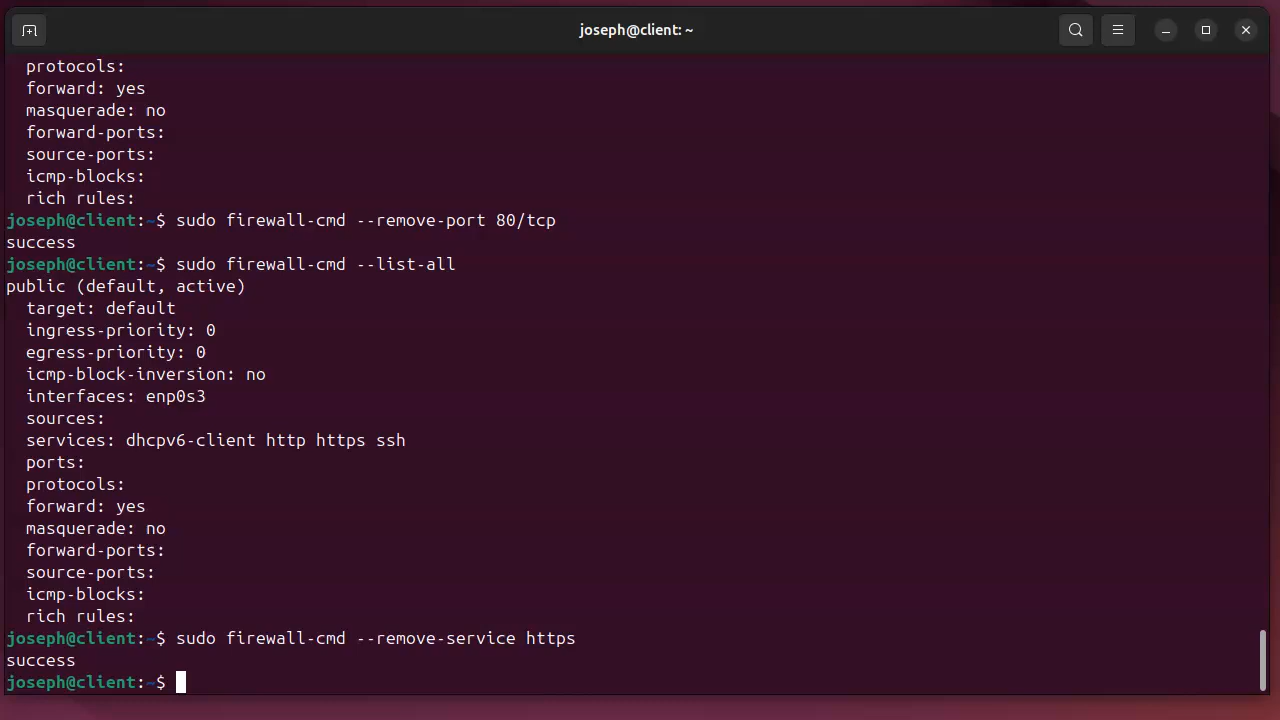 joseph@client: ~
protocols:
forward: yes
masquerade: no
forward-ports:
source-ports:
icmp-blocks:
rich rules:
joseph@client:~$ sudo firewall-cmd --remove-port 80/tcp
success
joseph@client:~$ sudo firewall-cmd --list-all
public (default, active)
target: default
ingress-priority: 0
egress-priority: 0
icmp-block-inversion: no
interfaces: enp0s3
sources:
services: dhcpv6-client http https ssh
ports:
protocols:
forward: yes
masquerade: no
forward-ports:
source-ports:
icmp-blocks:
rich rules:
joseph@client:~$ sudo firewall-cmd --remove-service https
success
joseph@client:~$